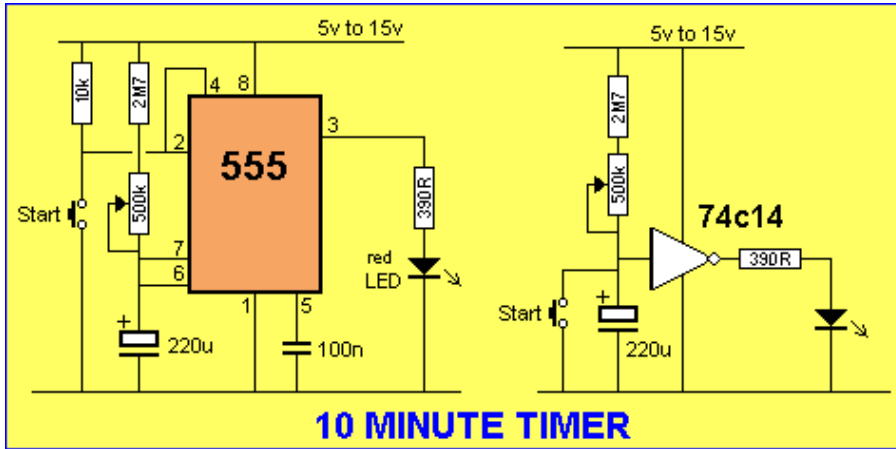 5v to 15v
10k
2M7
4
8
2
3
555
Start
500k
390R
7
6
red
LED
1
5
+
220u
100n
5v to 15v
2M7
500k
74c14
390R
Start
+
220u
10 MINUTE TIMER